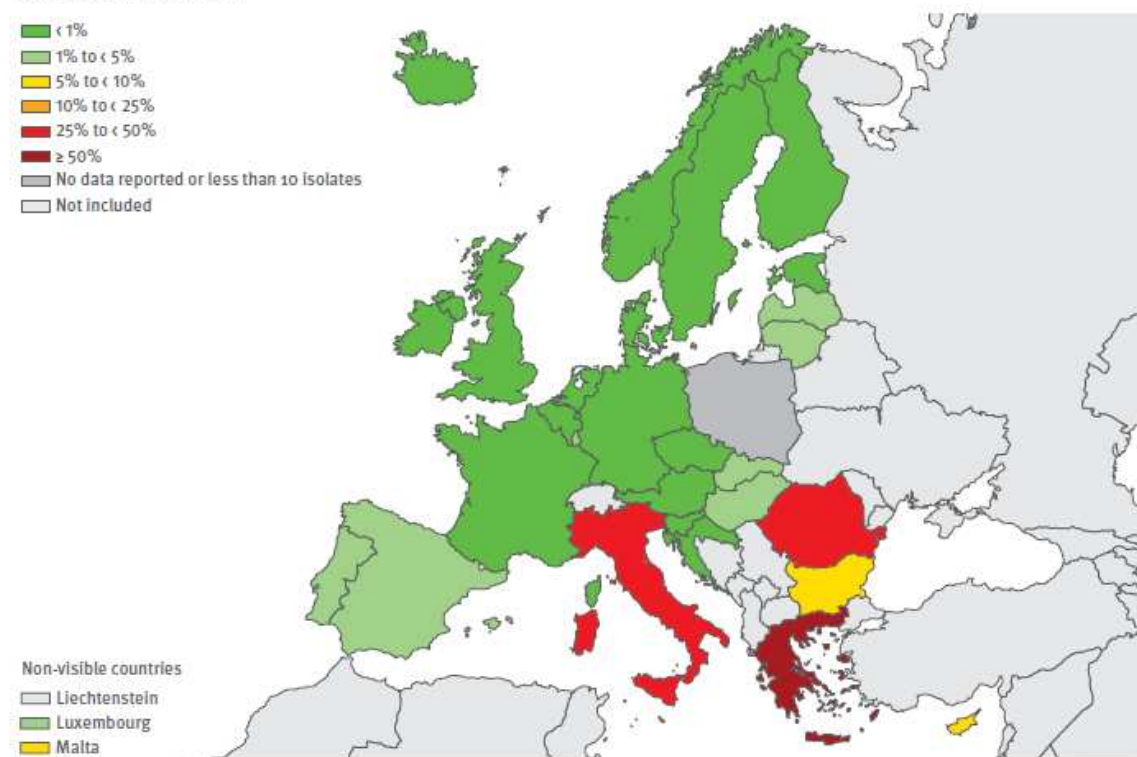 < 1%
1% to < 5%
5% to < 10%
10% to < 25%
25% to < 50%
≥ 50%
No data reported or less than 10 isolates
Not included
Non-visible countries
Liechtenstein
Luxembourg
Malta